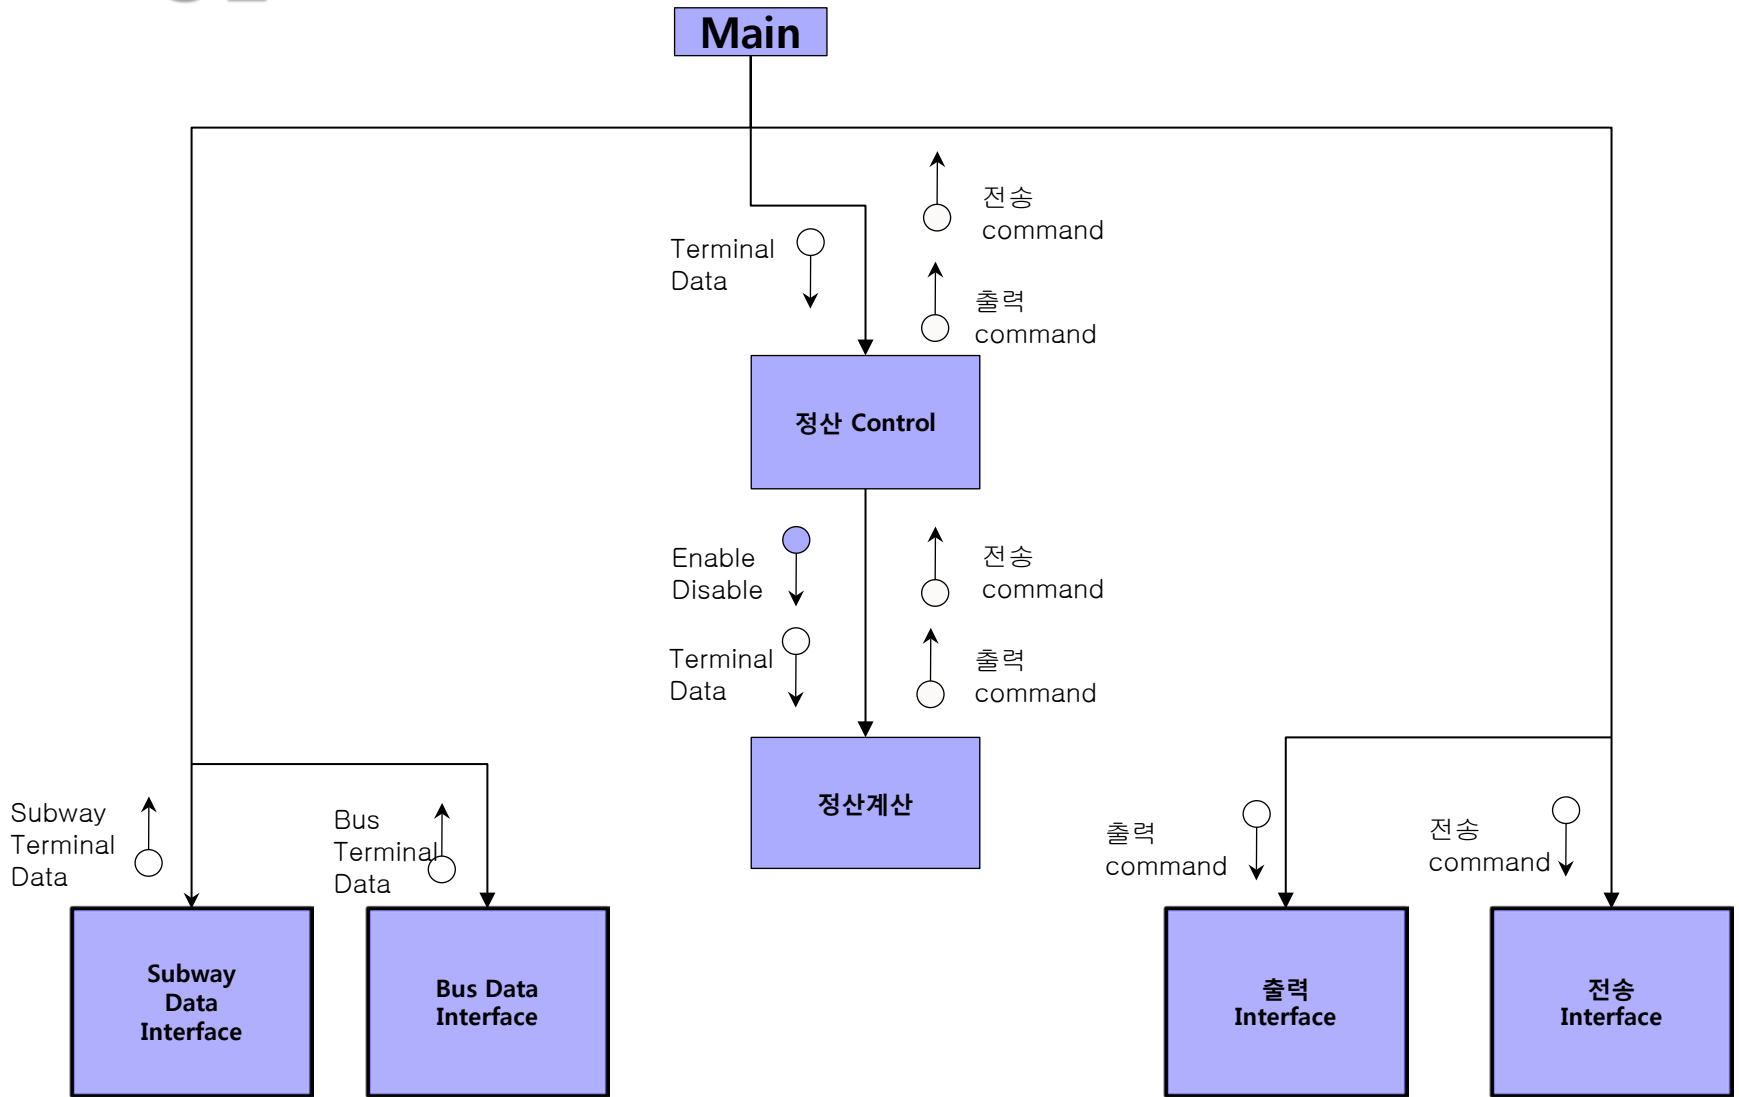 Main
전송
command
Terminal
Data
출력
command
정산 Control
Enable
Disable
전송
command
Terminal
Data
출력
command
정산계산
Subway
Terminal
Data
Bus
Terminal
Data
출력
command
전송
command
Subway
Data
Interface
Bus Data
Interface
출력
Interface
전송
Interface